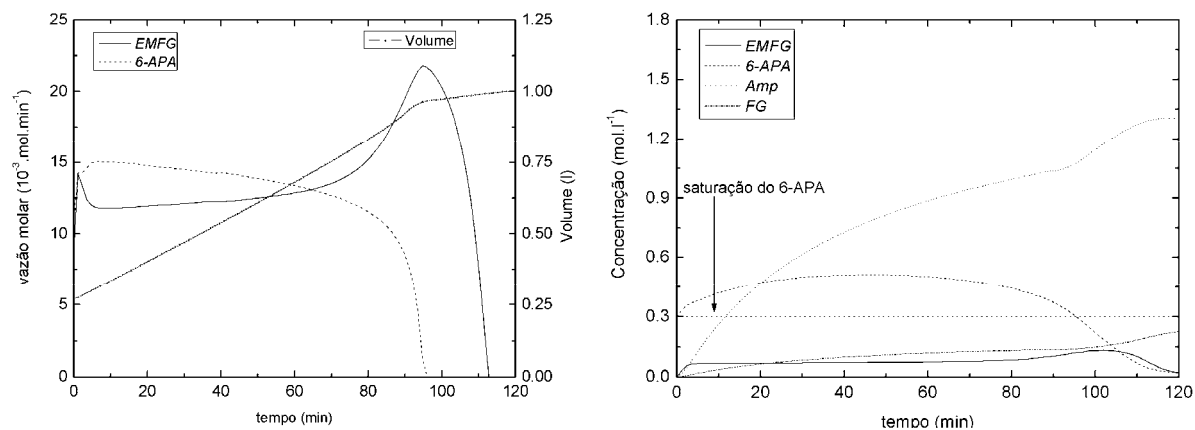 EMFG
6-APA
Volume
vazão molar (10⁻³.mol.min⁻¹)
25
20
15
10
5
0
1.25
1.00
0.75
0.50
0.25
0.00
Volume (l)
0 20 40 60 80 100 120
tempo (min)
EMFG
6-APA
Amp
FG
saturação do 6-APA
Concentração (mol.l⁻¹)
1.8
1.5
1.2
0.9
0.6
0.3
0.0
0 20 40 60 80 100 120
tempo (min)